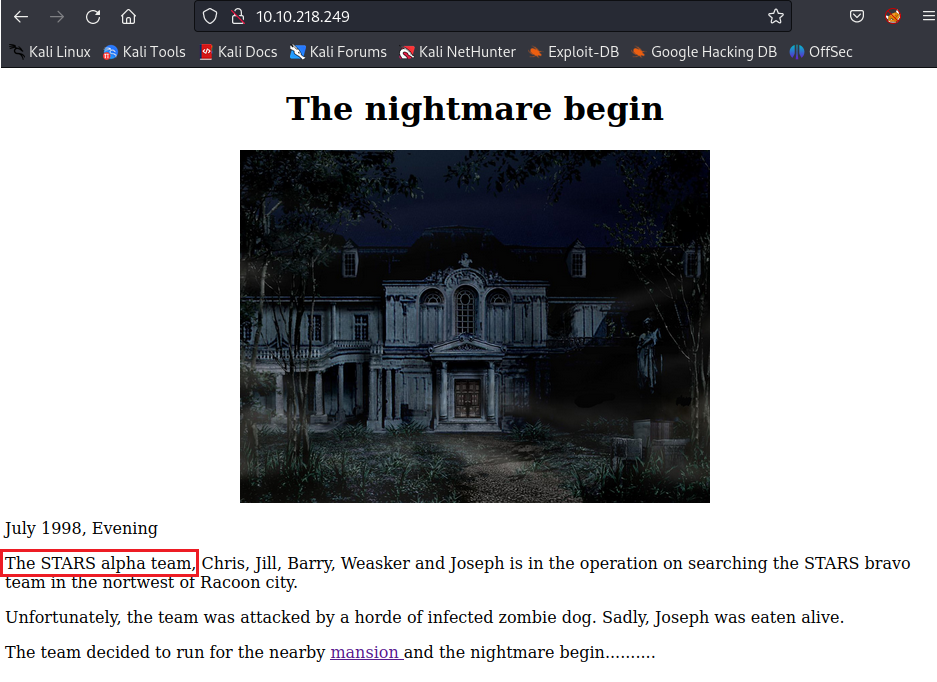 10.10.218.249
Kali Linux Kali Tools Kali Docs Kali Forums Kali NetHunter Exploit-DB Google Hacking DB OffSec
The nightmare begin
July 1998, Evening
The STARS alpha team, Chris, Jill, Barry, Weasker and Joseph is in the operation on searching the STARS bravo
team in the nortwest of Racoon city.
Unfortunately, the team was attacked by a horde of infected zombie dog. Sadly, Joseph was eaten alive.
The team decided to run for the nearby mansion and the nightmare begin..........